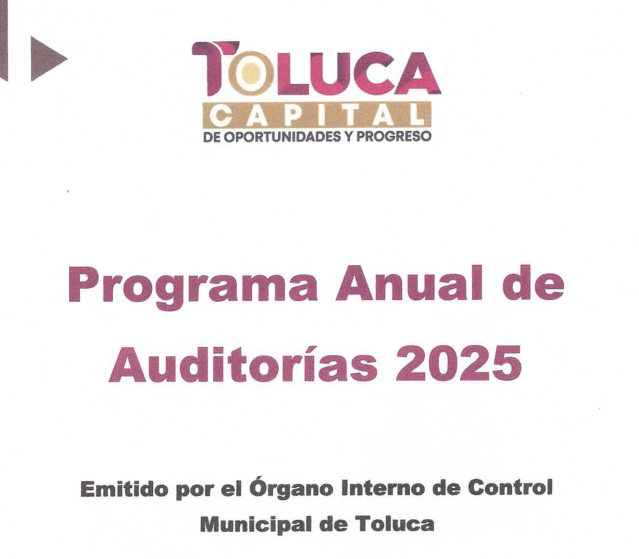 TOLUCA
CAPITAL
DE OPORTUNIDADES Y PROGRESO
Programa Anual de
Auditorías 2025
Emitido por el Órgano Interno de Control
Municipal de Toluca